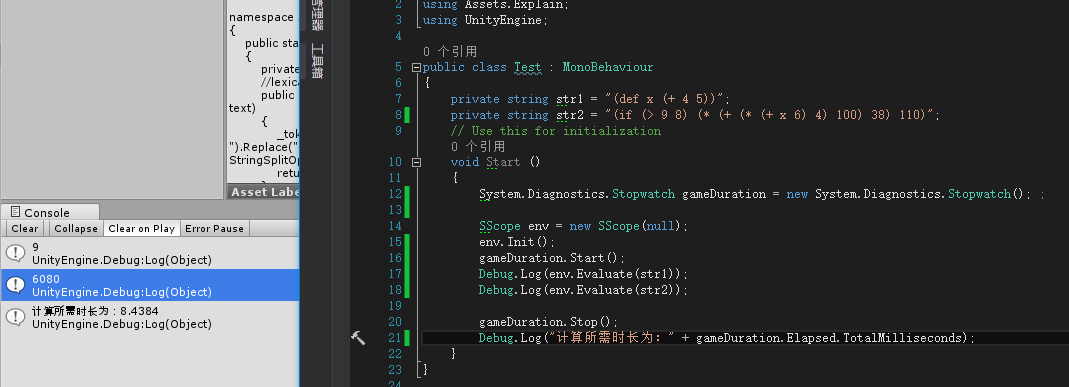 namespace
{
public sta
{
private
//lexica
public
text)
{
_tok
").Replace("
StringSplitOp
retu
Asset Labe
Console
Clear
Collapse
Clear on Play
Error Pause
9
UnityEngine.Debug:Log(Object)
6080
UnityEngine.Debug:Log(Object)
计算所需时长为：8.4384
UnityEngine.Debug:Log(Object)
管理器
工具箱
2 using Assets.Explain;
3 using UnityEngine;
4
0 个引用
5 public class Test : MonoBehaviour
6 {
7 private string str1 = "(def x (+ 4 5))";
8 private string str2 = "(if (> 9 8) (* (+ (* (+ x 6) 4) 100) 38) 110)";
9 // Use this for initialization
0 个引用
10 void Start ()
11 {
12 System.Diagnostics.Stopwatch gameDuration = new System.Diagnostics.Stopwatch(); ;
13
14 SScope env = new SScope(null);
15 env.Init();
16 gameDuration.Start();
17 Debug.Log(env.Evaluate(str1));
18 Debug.Log(env.Evaluate(str2));
19
20 gameDuration.Stop();
21 Debug.Log("计算所需时长为：" + gameDuration.Elapsed.TotalMilliseconds);
22 }
23 }
24